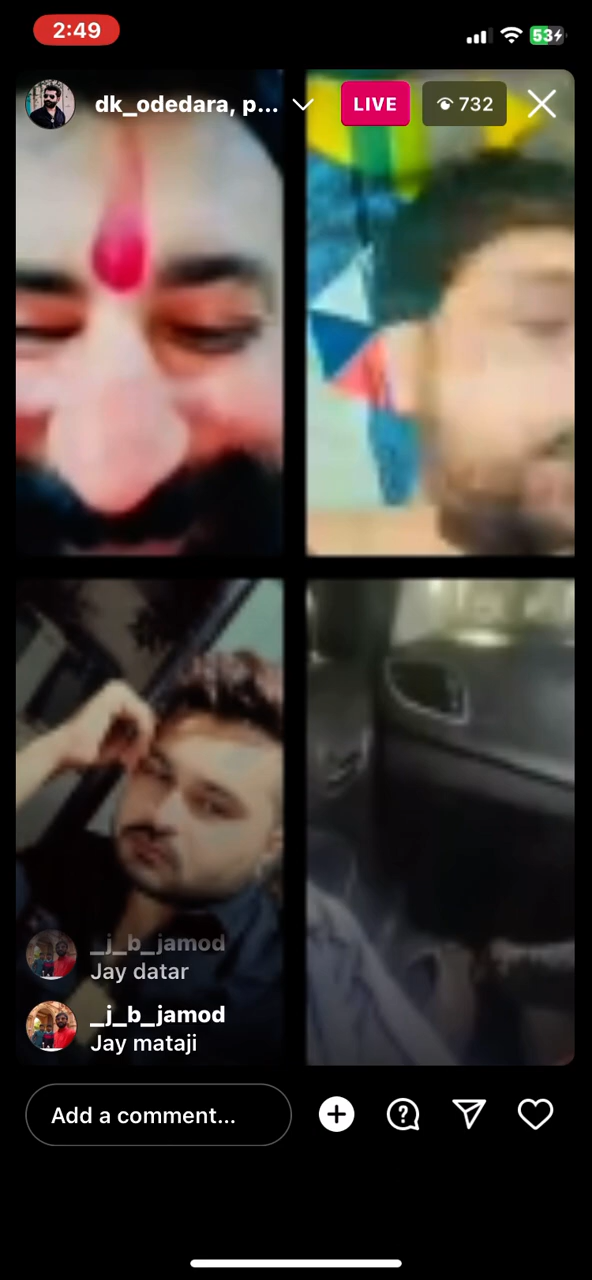 2:49
53
dk_odedara, p...
LIVE
732
_j_b_jamod
Jay datar
_j_b_jamod
Jay mataji
Add a comment...